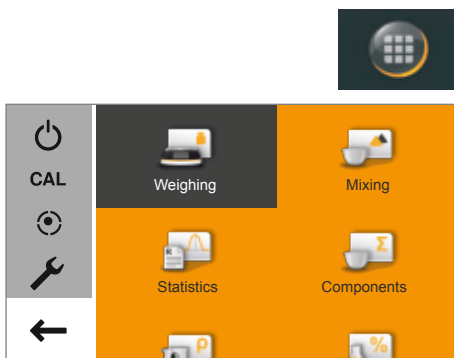 CAL
Weighing
Mixing
Σ
Statistics
Components
ρ
%